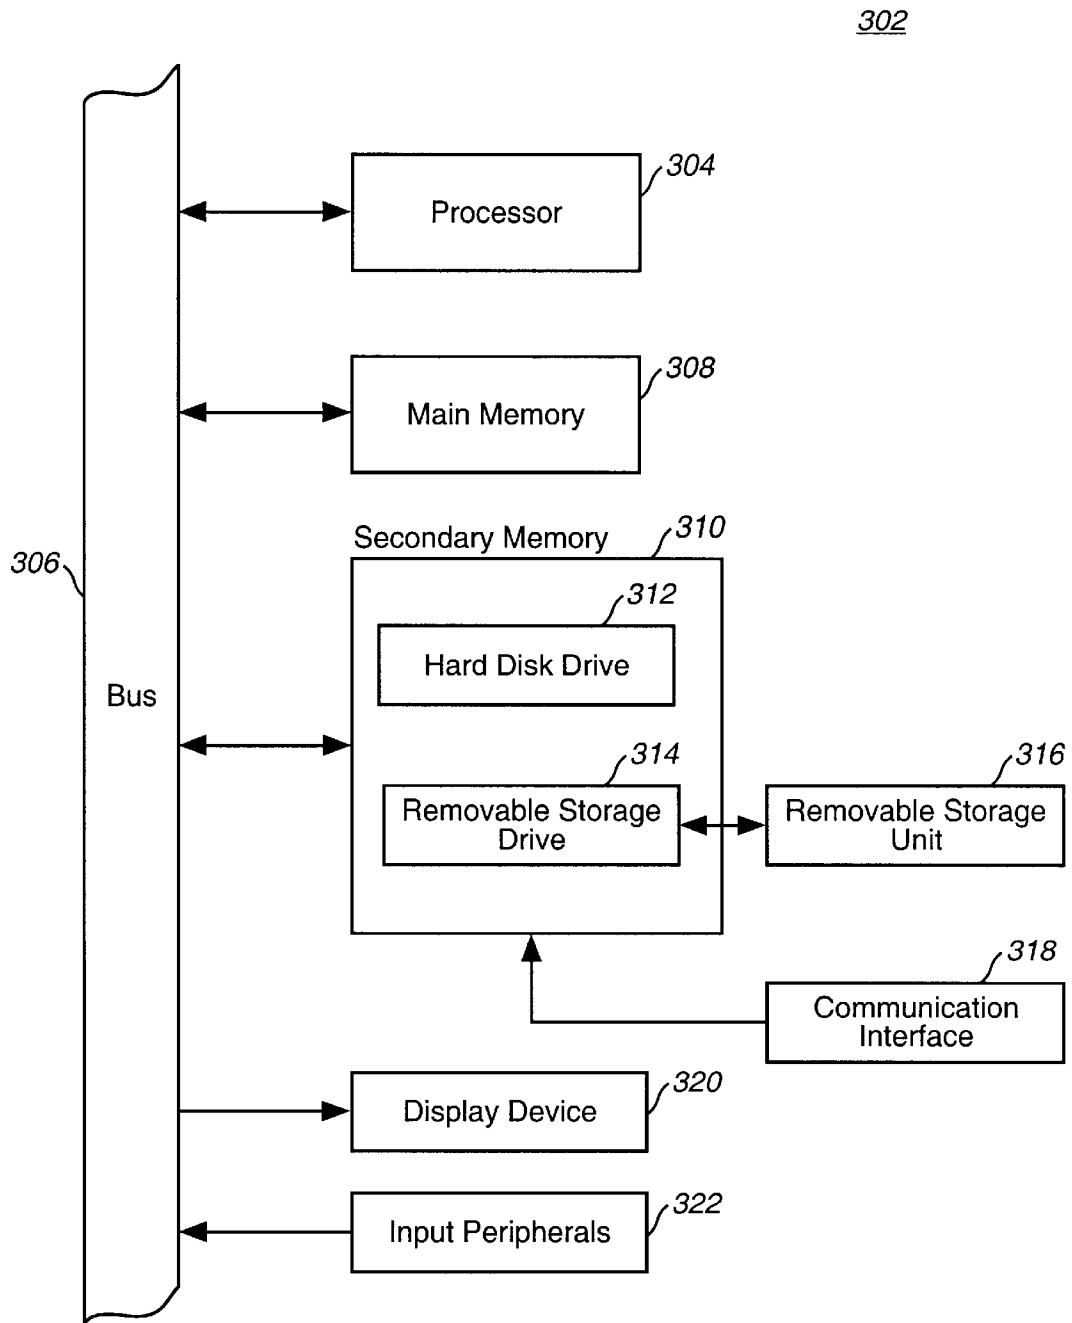 302
304
Processor
308
Main Memory
310
Secondary Memory
306
312
Hard Disk Drive
Bus
314
316
Removable Storage
Drive
Removable Storage
Unit
318
Communication
Interface
320
Display Device
322
Input Peripherals